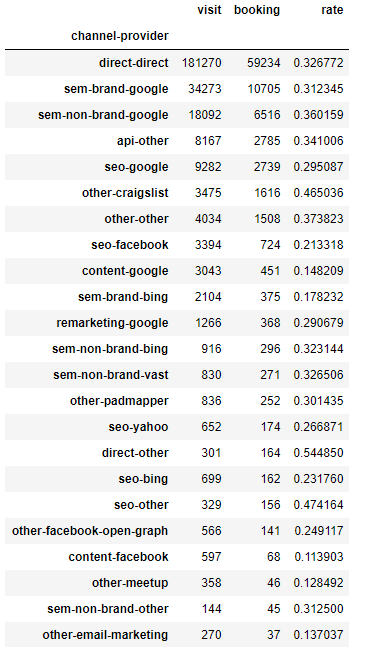 visit booking rate
channel-provider
direct-direct 181270 59234 0.326772
sem-brand-google 34273 10705 0.312345
sem-non-brand-google 18092 6516 0.360159
api-other 8167 2785 0.341006
seo-google 9282 2739 0.295087
other-craigslist 3475 1616 0.465036
other-other 4034 1508 0.373823
seo-facebook 3394 724 0.213318
content-google 3043 451 0.148209
sem-brand-bing 2104 375 0.178232
remarketing-google 1266 368 0.290679
sem-non-brand-bing 916 296 0.323144
sem-non-brand-vast 830 271 0.326506
other-padmapper 836 252 0.301435
seo-yahoo 652 174 0.266871
direct-other 301 164 0.544850
seo-bing 699 162 0.231760
seo-other 329 156 0.474164
other-facebook-open-graph 566 141 0.249117
content-facebook 597 68 0.113903
other-meetup 358 46 0.128492
sem-non-brand-other 144 45 0.312500
other-email-marketing 270 37 0.137037